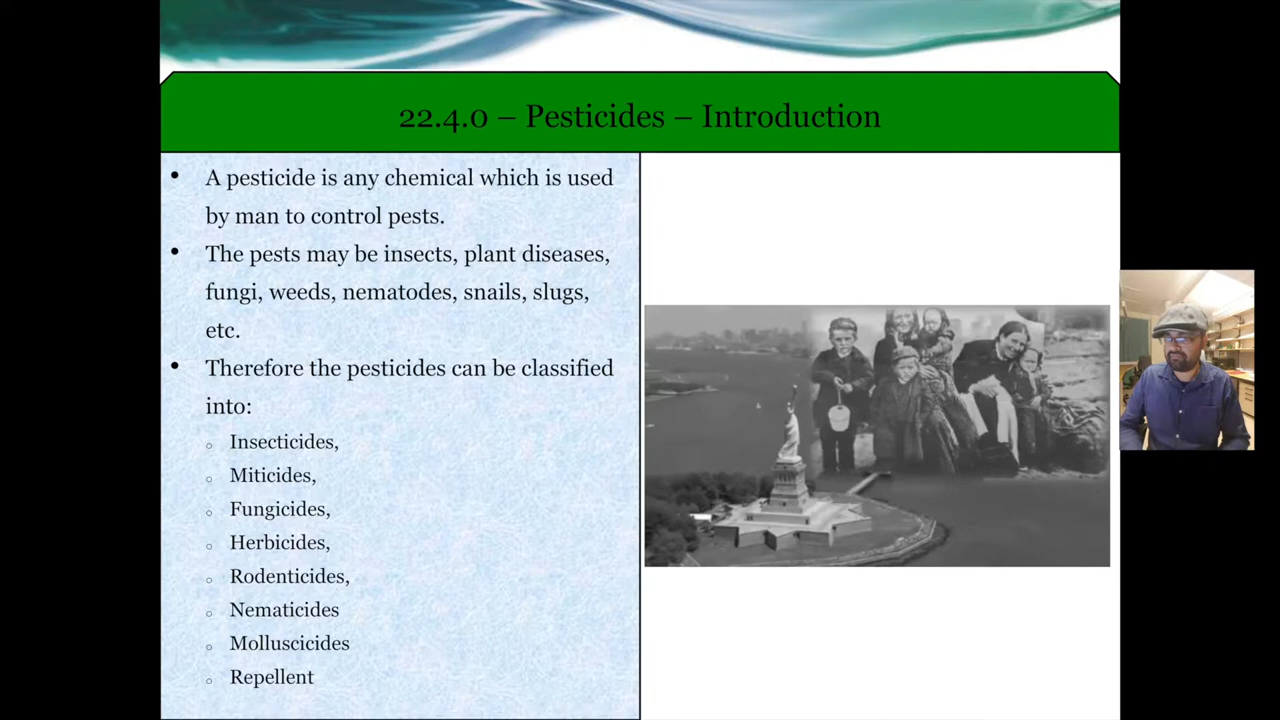 22.4.0 – Pesticides – Introduction
• A pesticide is any chemical which is used
by man to control pests.
• The pests may be insects, plant diseases,
fungi, weeds, nematodes, snails, slugs,
etc.
• Therefore the pesticides can be classified
into:
○ Insecticides,
○ Miticides,
○ Fungicides,
○ Herbicides,
○ Rodenticides,
○ Nematicides
○ Molluscicides
○ Repellent